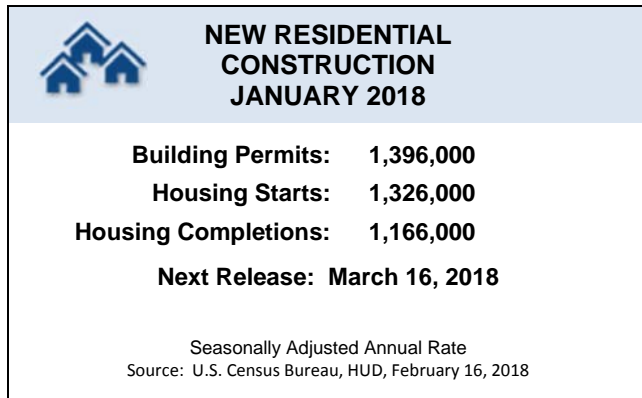 NEW RESIDENTIAL
CONSTRUCTION
JANUARY 2018
Building Permits: 1,396,000
Housing Starts: 1,326,000
Housing Completions: 1,166,000
Next Release: March 16, 2018
Seasonally Adjusted Annual Rate
Source: U.S. Census Bureau, HUD, February 16, 2018